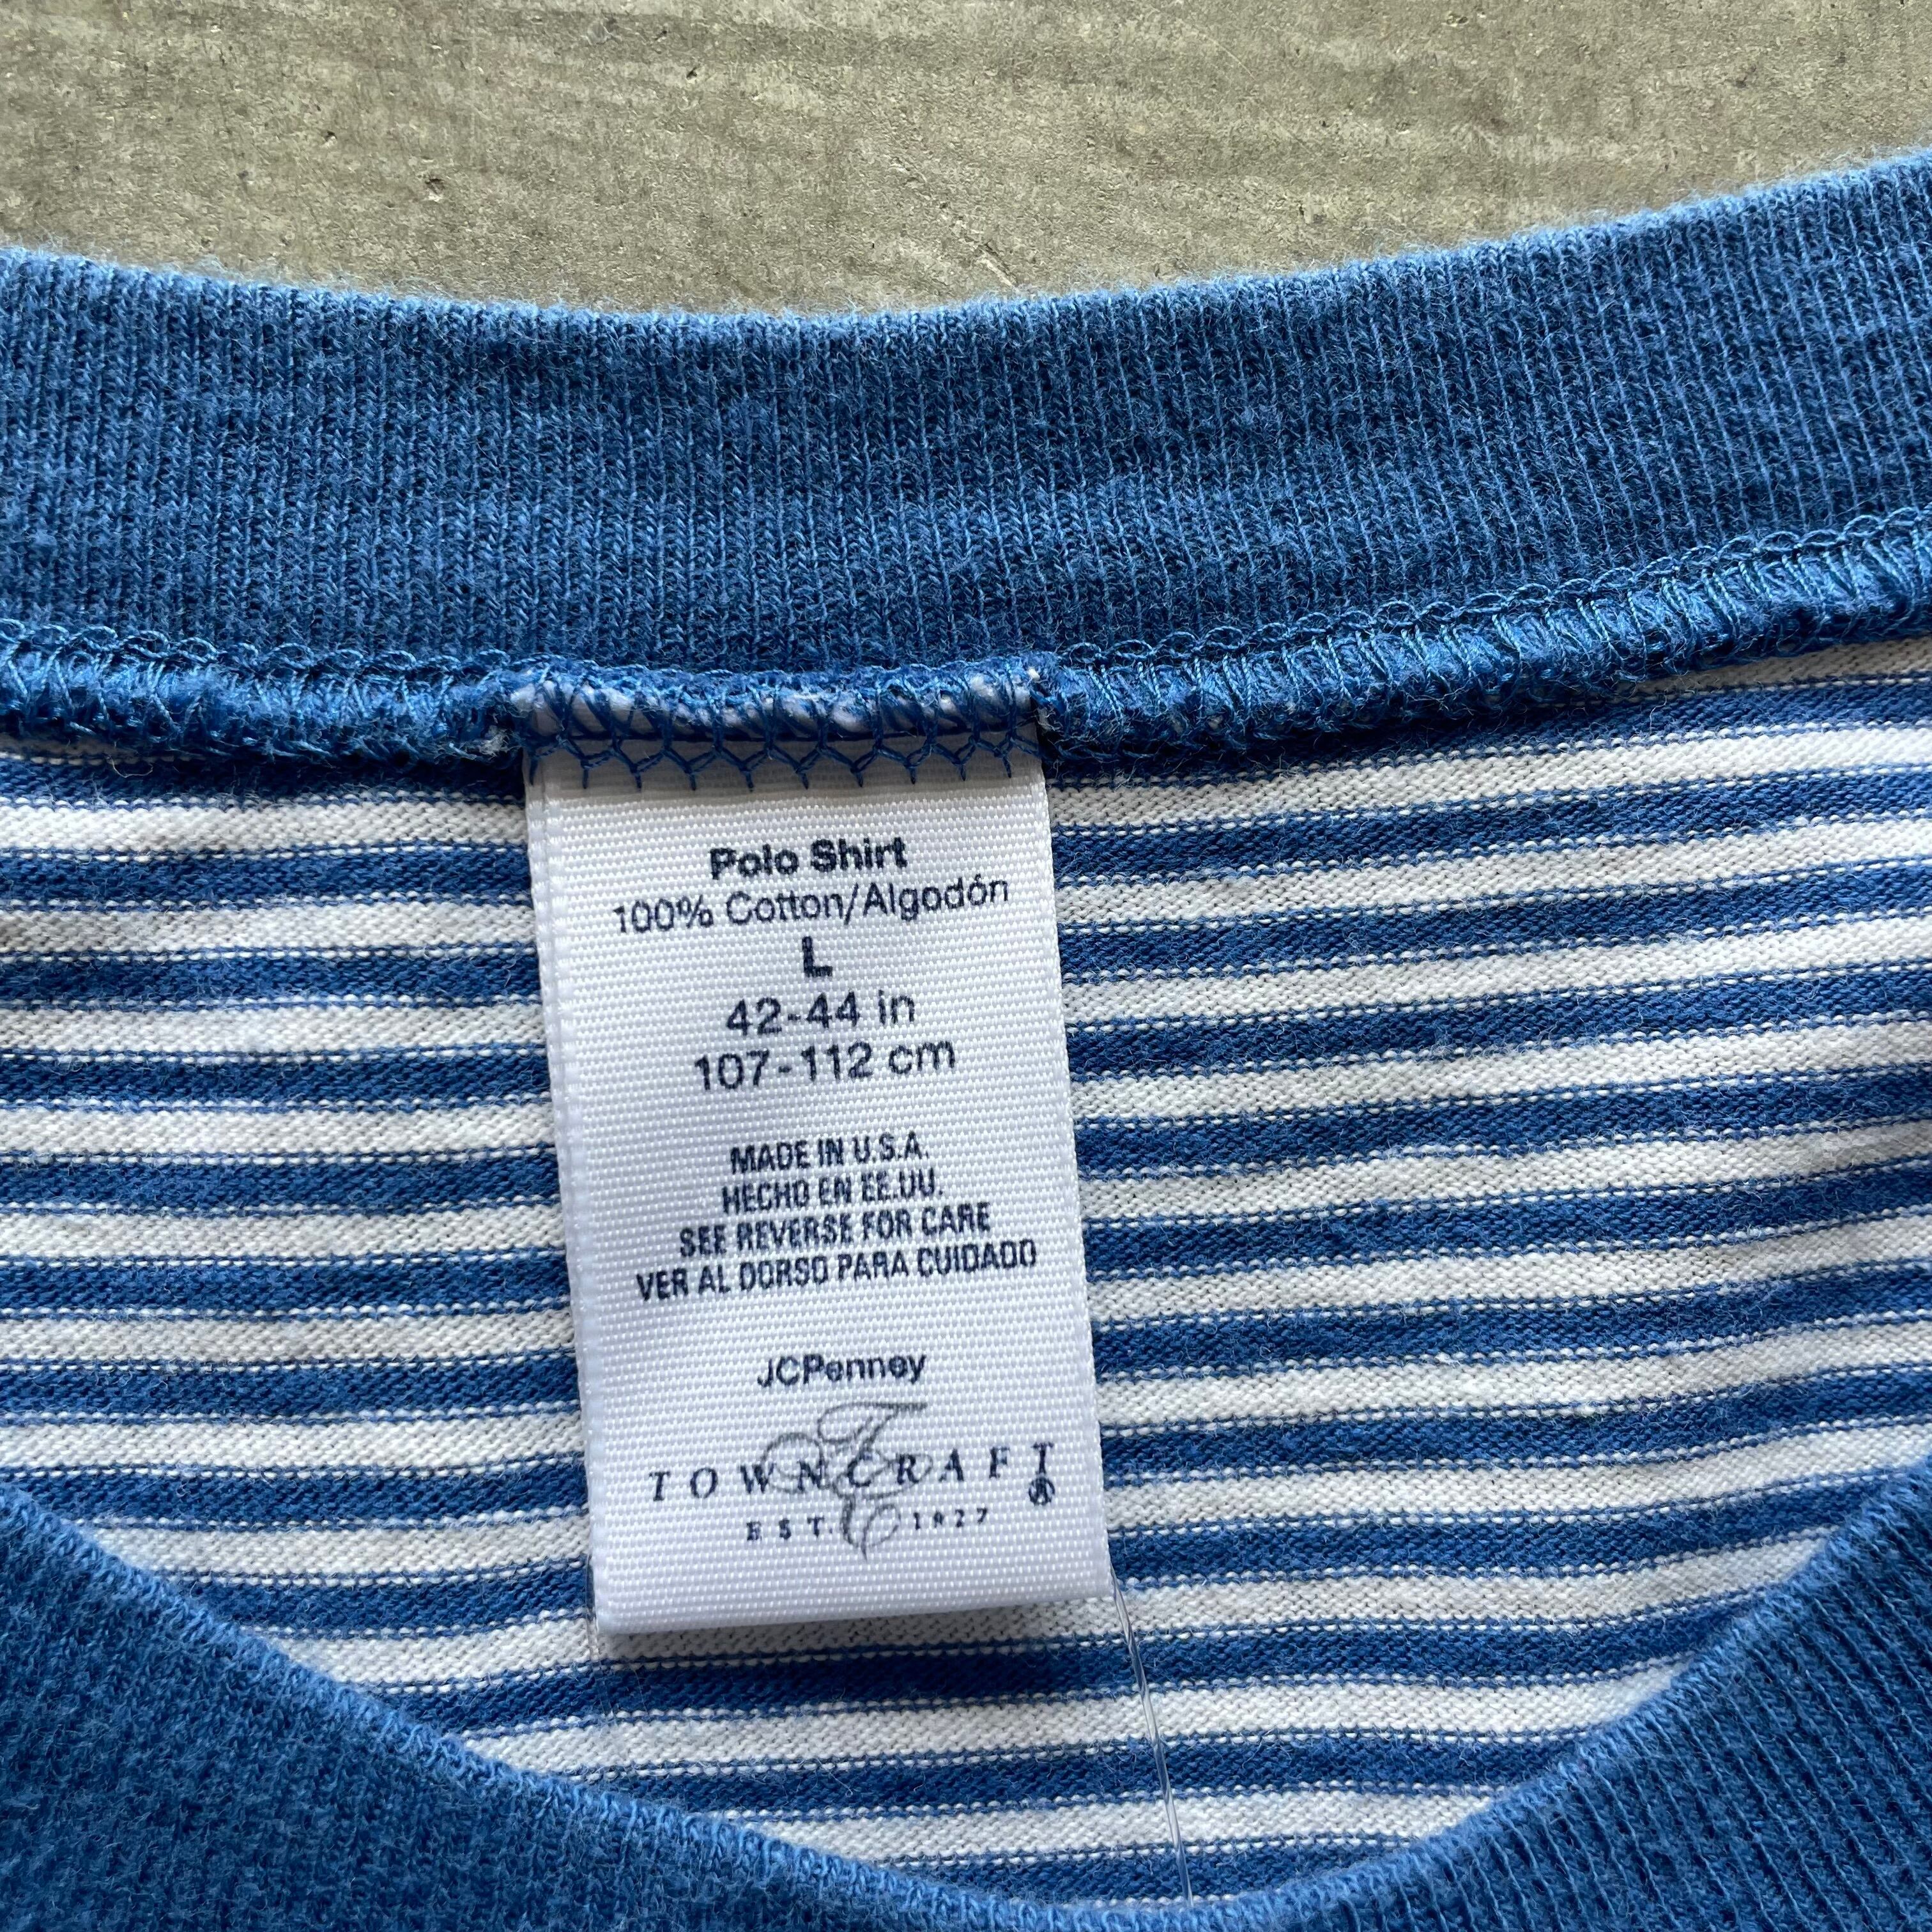 Polo Shirt
100% Cotton/Algodón
L
42-44 in
107-112 cm
MADE IN U.S.A.
HECHO EN EE.UU.
SEE REVERSE FOR CARE
VER AL DORSO PARA CUIDADO
JCPenney
TOWNCRAFT®
EST. 1927